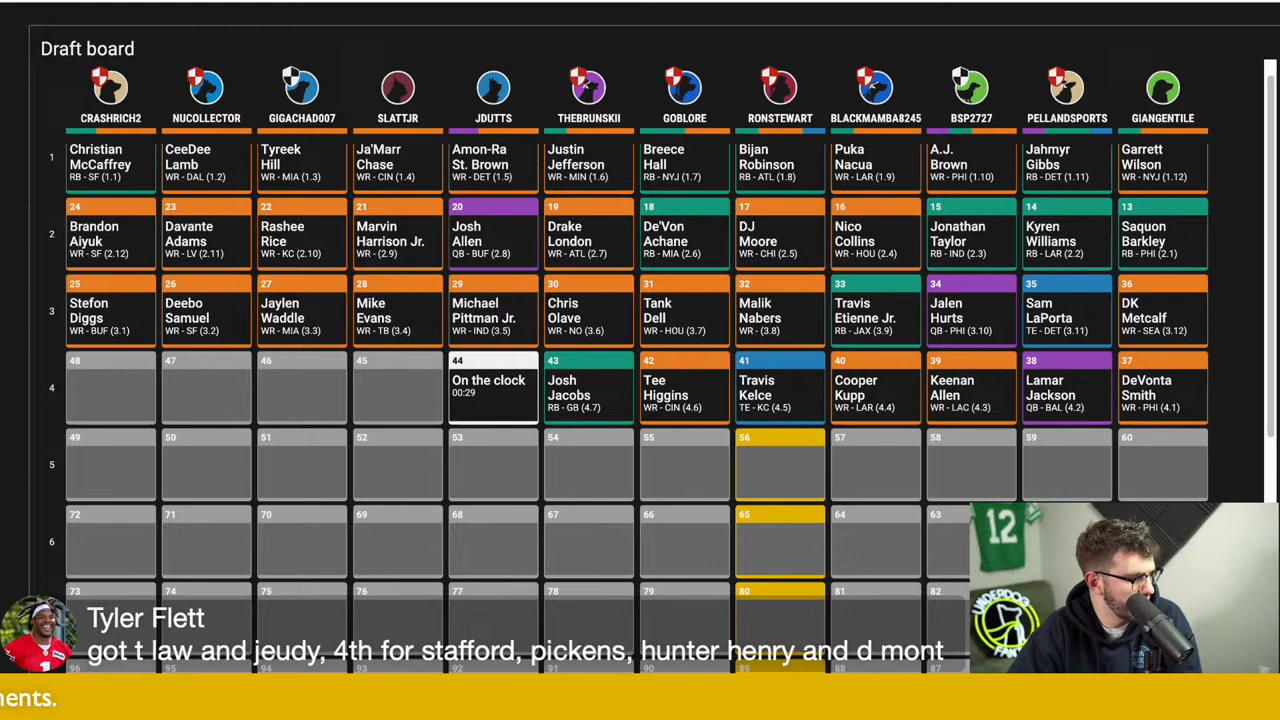 Draft board
CRASHRICH2 NUCOLLECTOR GIGACHAD007 SLATTJR JDUTTS THEBRUNSKII GOBLORE RONSTEWART BLACKMAMBA8245 BSP2727 PELLANDSPORTS GIANGENTILE
1
Christian CeeDee Tyreek Ja'Marr Amon-Ra Justin Breece Bijan Puka A.J. Jahmyr Garrett
McCaffrey Lamb Hill Chase St. Brown Jefferson Hall Robinson Nacua Brown Gibbs Wilson
RB - SF (1.1) WR - DAL (1.2) WR - MIA (1.3) WR - CIN (1.4) WR - DET (1.5) WR - MIN (1.6) RB - NYJ (1.7) RB - ATL (1.8) WR - LAR (1.9) WR - PHI (1.10) RB - DET (1.11) WR - NYJ (1.12)
24 23 22 21 20 19 18 17 16 15 14 13
2
Brandon Davante Rashee Marvin Josh Drake De'Von DJ Nico Jonathan Kyren Saquon
Aiyuk Adams Rice Harrison Jr. Allen London Achane Moore Collins Taylor Williams Barkley
WR - SF (2.12) WR - LV (2.11) WR - KC (2.10) WR - (2.9) QB - BUF (2.8) WR - ATL (2.7) RB - MIA (2.6) WR - CHI (2.5) WR - HOU (2.4) RB - IND (2.3) RB - LAR (2.2) RB - PHI (2.1)
25 26 27 28 29 30 31 32 33 34 35 36
3
Stefon Deebo Jaylen Mike Michael Chris Tank Malik Travis Jalen Sam DK
Diggs Samuel Waddle Evans Pittman Jr. Olave Dell Nabers Etienne Jr. Hurts LaPorta Metcalf
WR - BUF (3.1) WR - SF (3.2) WR - MIA (3.3) WR - TB (3.4) WR - IND (3.5) WR - NO (3.6) WR - HOU (3.7) WR - (3.8) RB - JAX (3.9) QB - PHI (3.10) TE - DET (3.11) WR - SEA (3.12)
48 47 46 45 44 43 42 41 40 39 38 37
4
On the clock Josh Tee Travis Cooper Keenan Lamar DeVonta
00:29 Jacobs Higgins Kelce Kupp Allen Jackson Smith
RB - GB (4.7) WR - CIN (4.6) TE - KC (4.5) WR - LAR (4.4) WR - LAC (4.3) QB - BAL (4.2) WR - PHI (4.1)
49 50 51 52 53 54 55 56 57 58 59 60
5
72 71 70 69 68 67 66 65 64 63
6
12
73 74 75 76 77 78 79 80 81 82
UNDERDOG
FANT
Tyler Flett
got t law and jeudy, 4th for stafford, pickens, hunter henry and d mont
nents.